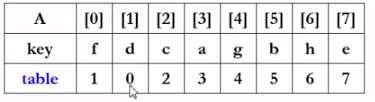 A [0] [1] [2] [3] [4] [5] [6] [7]
key f d c a g b h e
table 1 0 2 3 4 5 6 7